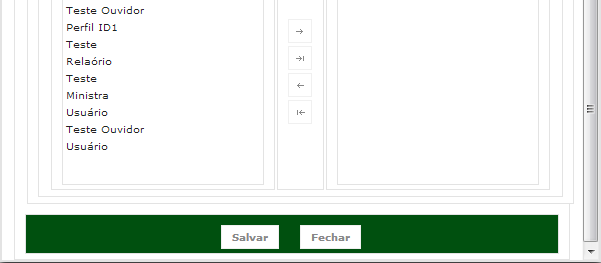 Teste Ouvidor
Perfil ID1
Teste
Relaório
Teste
Ministra
Usuário
Teste Ouvidor
Usuário
Salvar Fechar